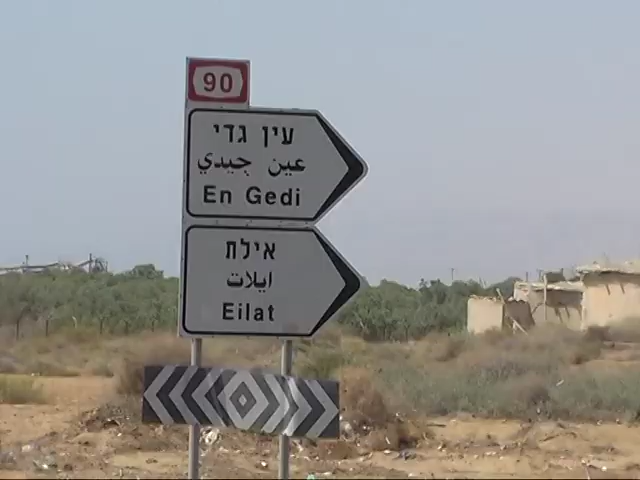 90
עין גדי
عين جيدي
En Gedi
אילת
ايلات
Eilat